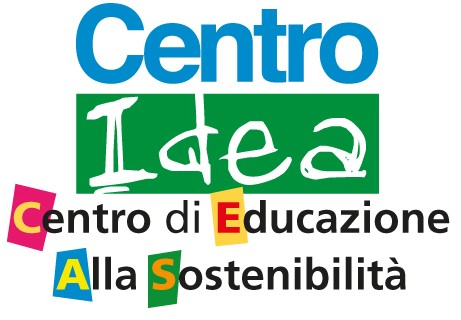 Centro
Idea
Centro di Educazione
Alla Sostenibilità